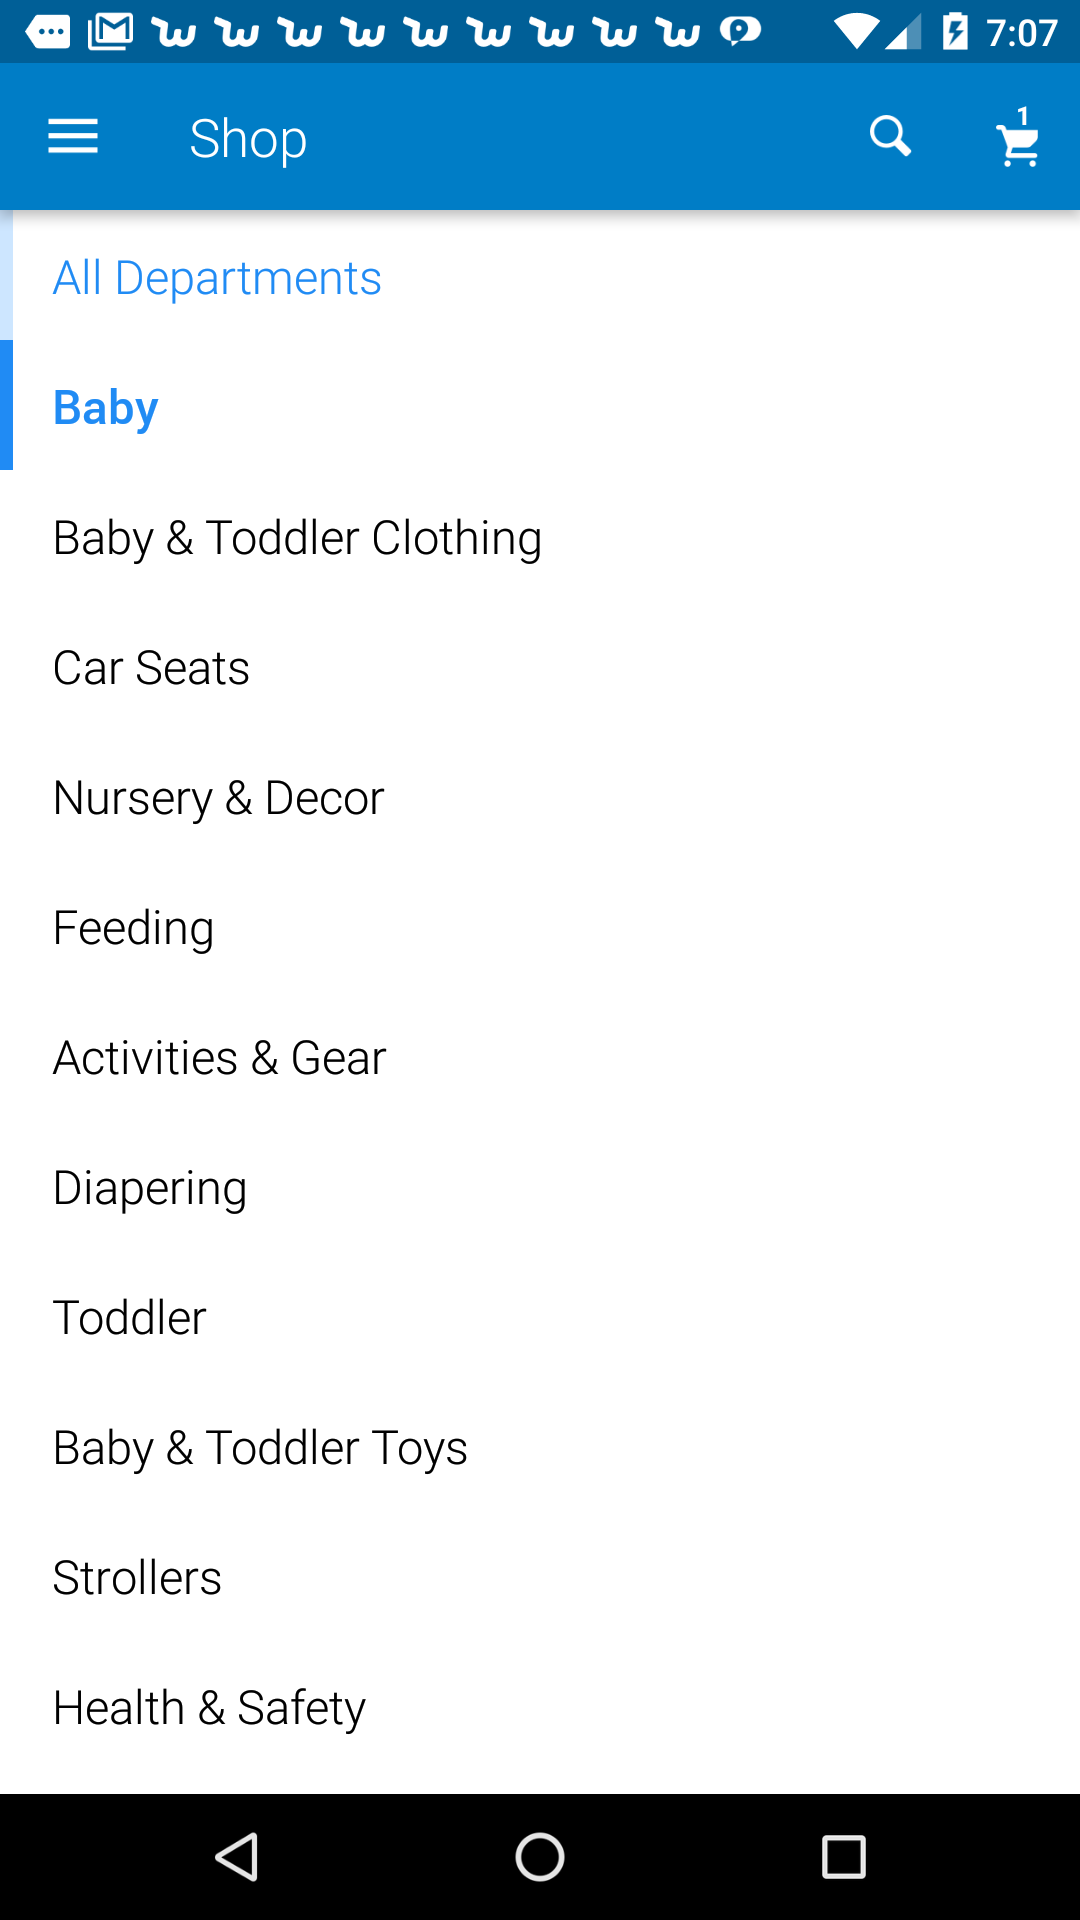 7:07
Shop
1
All Departments
Baby
Baby & Toddler Clothing
Car Seats
Nursery & Decor
Feeding
Activities & Gear
Diapering
Toddler
Baby & Toddler Toys
Strollers
Health & Safety